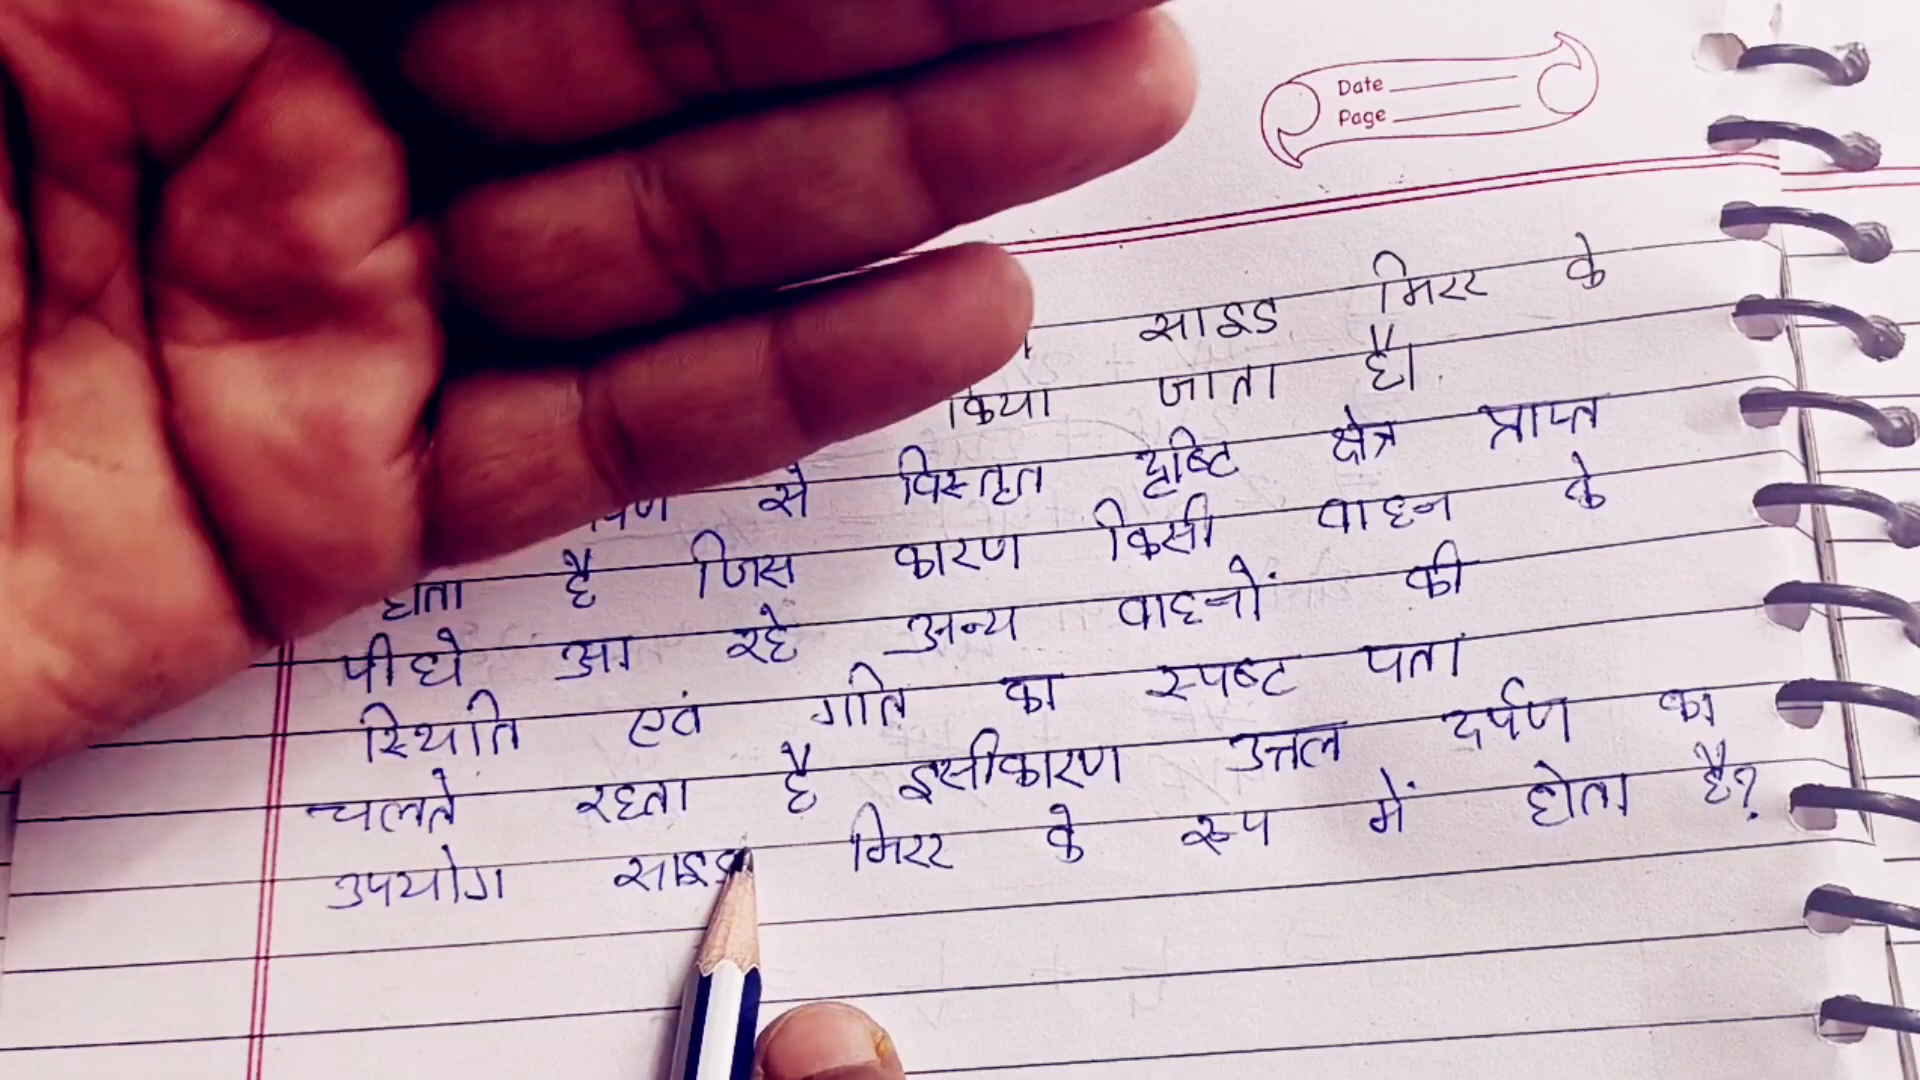 Date
Page
साइड मिरर के
किया जाता है।
से विस्तृत दृष्टि क्षेत्र प्राप्त
होता है जिस कारण किसी वाहन के
पीछे आ रहे अन्य वाहनों की
स्थिति एवं गति का स्पष्ट पता
चलते रहता है इसीकारण उत्तल दर्पण का
उपयोग साइड मिरर के रूप में होता है?